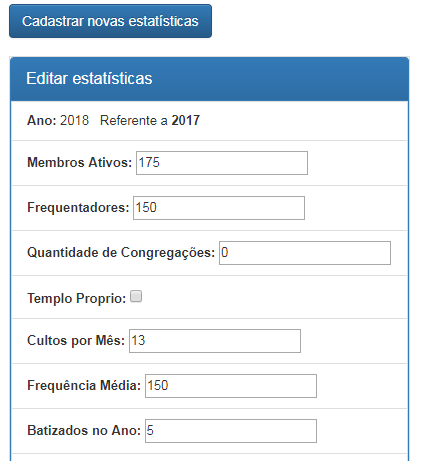 Cadastrar novas estatísticas
Editar estatísticas
Ano: 2018 Referente a 2017
Membros Ativos: 175
Frequentadores: 150
Quantidade de Congregações: 0
Templo Proprio:
Cultos por Mês: 13
Frequência Média: 150
Batizados no Ano: 5